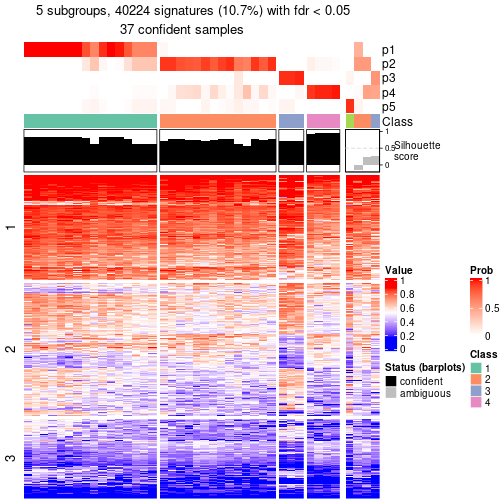 5 subgroups, 40224 signatures (10.7%) with fdr < 0.05
37 confident samples
p1
p2
p3
p4
p5
Class
1
0.5
0
Silhouette
score
1
2
3
Value
1
0.8
0.6
0.4
0.2
0
Prob
1
0.5
0
Status (barplots)
confident
ambiguous
Class
1
2
3
4